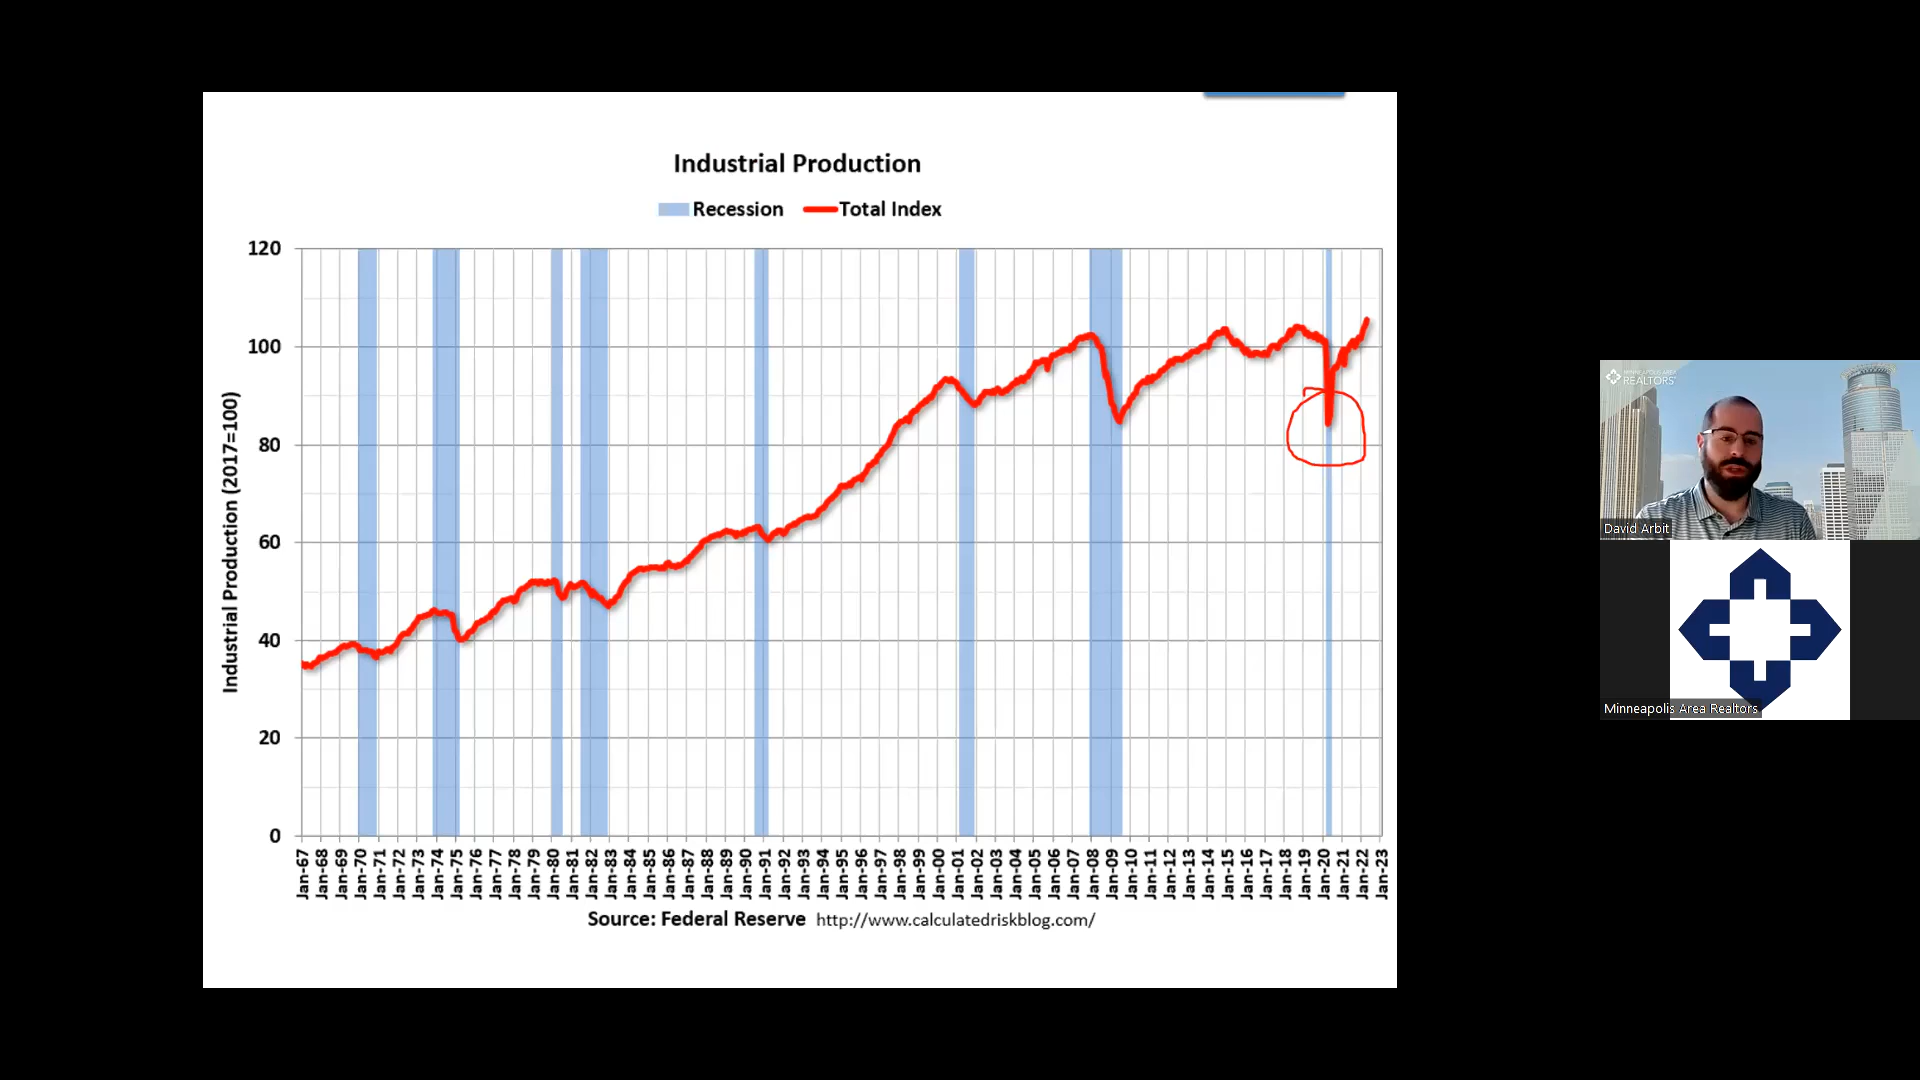 Industrial Production
Recession Total Index
Industrial Production (2017=100)
120
100
80
60
40
20
0
Jan-67 Jan-68 Jan-69 Jan-70 Jan-71 Jan-72 Jan-73 Jan-74 Jan-75 Jan-76 Jan-77 Jan-78 Jan-79 Jan-80 Jan-81 Jan-82 Jan-83 Jan-84 Jan-85 Jan-86 Jan-87 Jan-88 Jan-89 Jan-90 Jan-91 Jan-92 Jan-93 Jan-94 Jan-95 Jan-96 Jan-97 Jan-98 Jan-99 Jan-00 Jan-01 Jan-02 Jan-03 Jan-04 Jan-05 Jan-06 Jan-07 Jan-08 Jan-09 Jan-10 Jan-11 Jan-12 Jan-13 Jan-14 Jan-15 Jan-16 Jan-17 Jan-18 Jan-19 Jan-20 Jan-21 Jan-22 Jan-23
Source: Federal Reserve http://www.calculatedriskblog.com/
MINNEAPOLIS AREA
REALTORS
David Arbit
Minneapolis Area Realtors